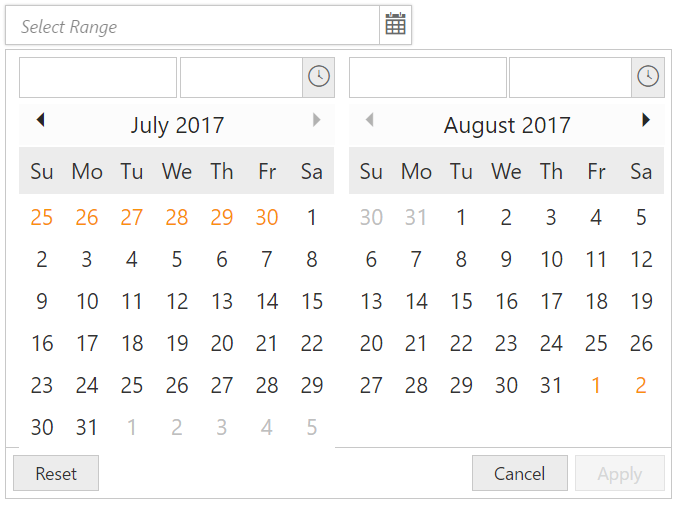 Select Range
July 2017
Su Mo Tu We Th Fr Sa
25 26 27 28 29 30 1
2 3 4 5 6 7 8
9 10 11 12 13 14 15
16 17 18 19 20 21 22
23 24 25 26 27 28 29
30 31 1 2 3 4 5
August 2017
Su Mo Tu We Th Fr Sa
30 31 1 2 3 4 5
6 7 8 9 10 11 12
13 14 15 16 17 18 19
20 21 22 23 24 25 26
27 28 29 30 31 1 2
Reset Cancel Apply